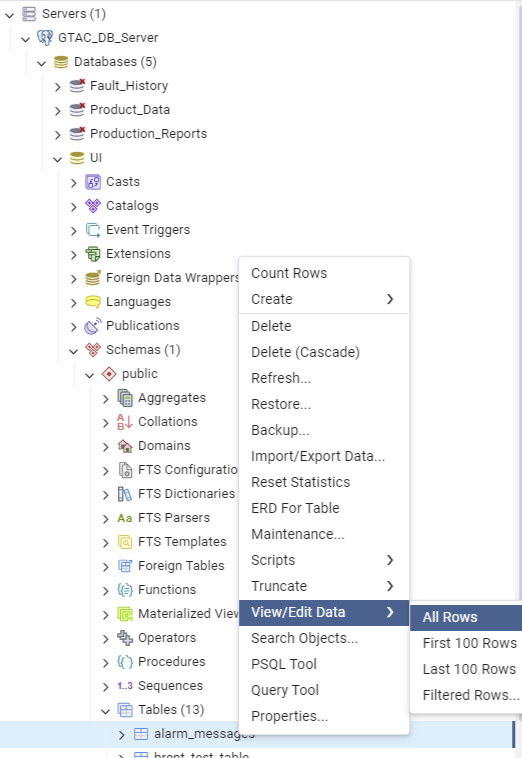 Servers (1)
GTAC_DB_Server
Databases (5)
Fault_History
Product_Data
Production_Reports
UI
Casts
Catalogs
Event Triggers
Extensions
Foreign Data Wrappers
Languages
Publications
Schemas (1)
public
Aggregates
Collations
Domains
FTS Configuratio
FTS Dictionaries
FTS Parsers
FTS Templates
Foreign Tables
Functions
Materialized View
Operators
Procedures
1..3 Sequences
Tables (13)
alarm_messages
brent_test_table
Count Rows
Create
Delete
Delete (Cascade)
Refresh...
Restore...
Backup...
Import/Export Data...
Reset Statistics
ERD For Table
Maintenance...
Scripts
Truncate
View/Edit Data
Search Objects...
PSQL Tool
Query Tool
Properties...
All Rows
First 100 Rows
Last 100 Rows
Filtered Rows...